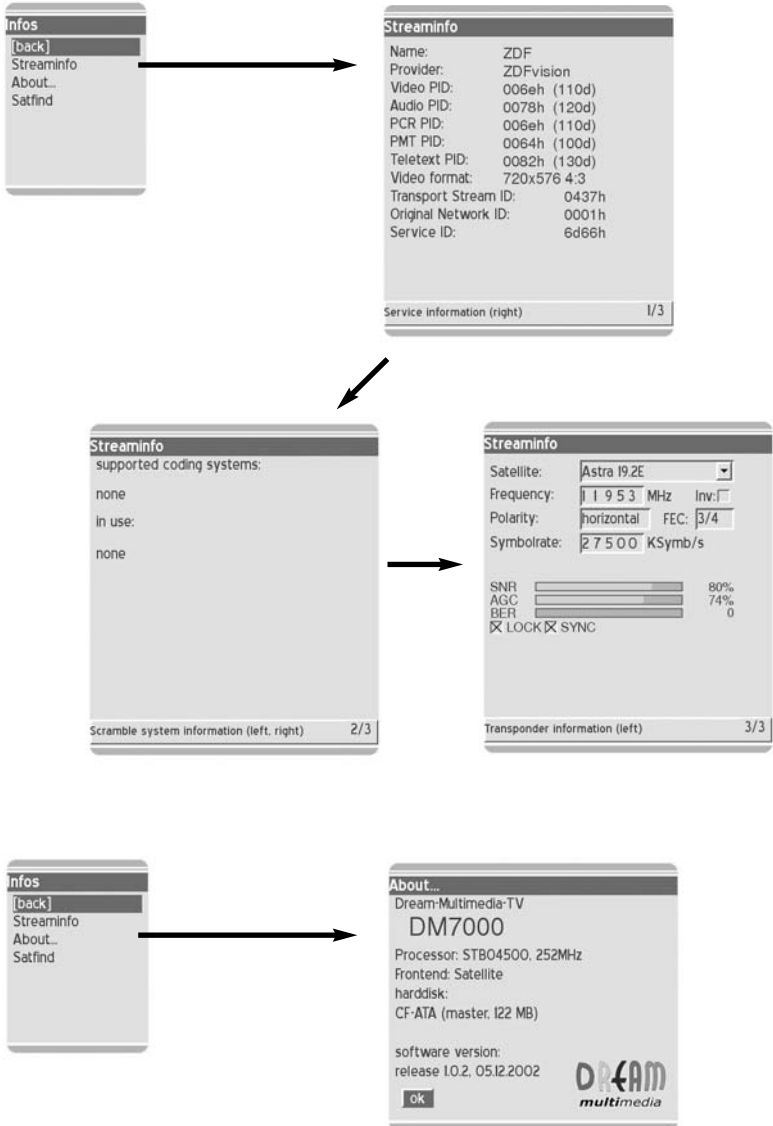 Infos
[back]
Streaminfo
About...
Satfind
Streaminfo
Name: ZDF
Provider: ZDFvision
Video PID: 006eh (110d)
Audio PID: 0078h (120d)
PCR PID: 006eh (110d)
PMT PID: 0064h (100d)
Teletext PID: 0082h (130d)
Video format: 720x576 4:3
Transport Stream ID: 0437h
Original Network ID: 0001h
Service ID: 6d66h
Service information (right) 1/3
Streaminfo
supported coding systems:
none
in use:
none
Scramble system information (left, right) 2/3
Streaminfo
Satellite: Astra 19.2E
Frequency: 11953 MHz Inv:
Polarity: horizontal FEC: 3/4
Symbolrate: 27500 KSymb/s
SNR 80%
AGC 74%
BER 0
LOCK SYNC
Transponder information (left) 3/3
Infos
[back]
Streaminfo
About...
Satfind
About...
Dream-Multimedia-TV
DM7000
Processor: STB04500, 252MHz
Frontend: Satellite
harddisk:
CF-ATA (master, 122 MB)
software version:
release 1.0.2, 05.12.2002
ok
DREAM
multimedia